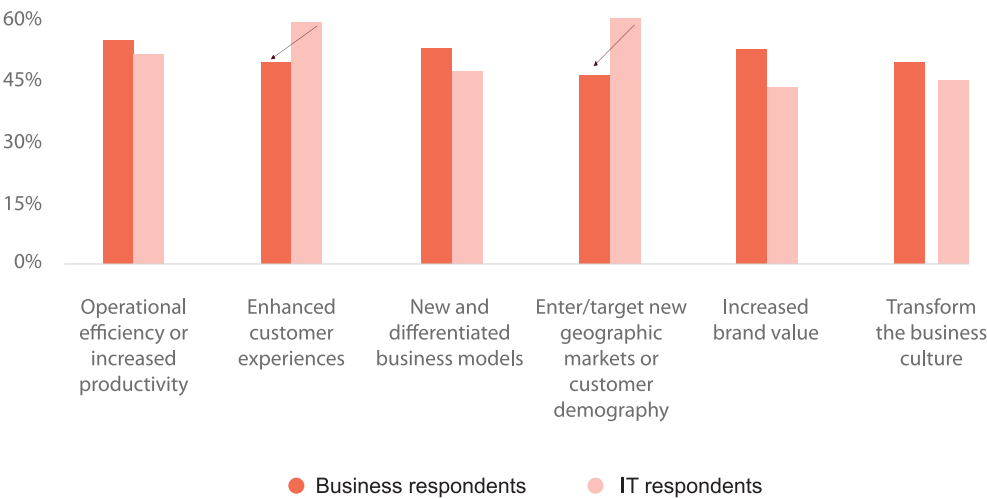 60%
45%
30%
15%
0%
Operational
efficiency or
increased
productivity
Enhanced
customer
experiences
New and
differentiated
business models
Enter/target new
geographic
markets or
customer
demography
Increased
brand value
Transform
the business
culture
Business respondents
IT respondents